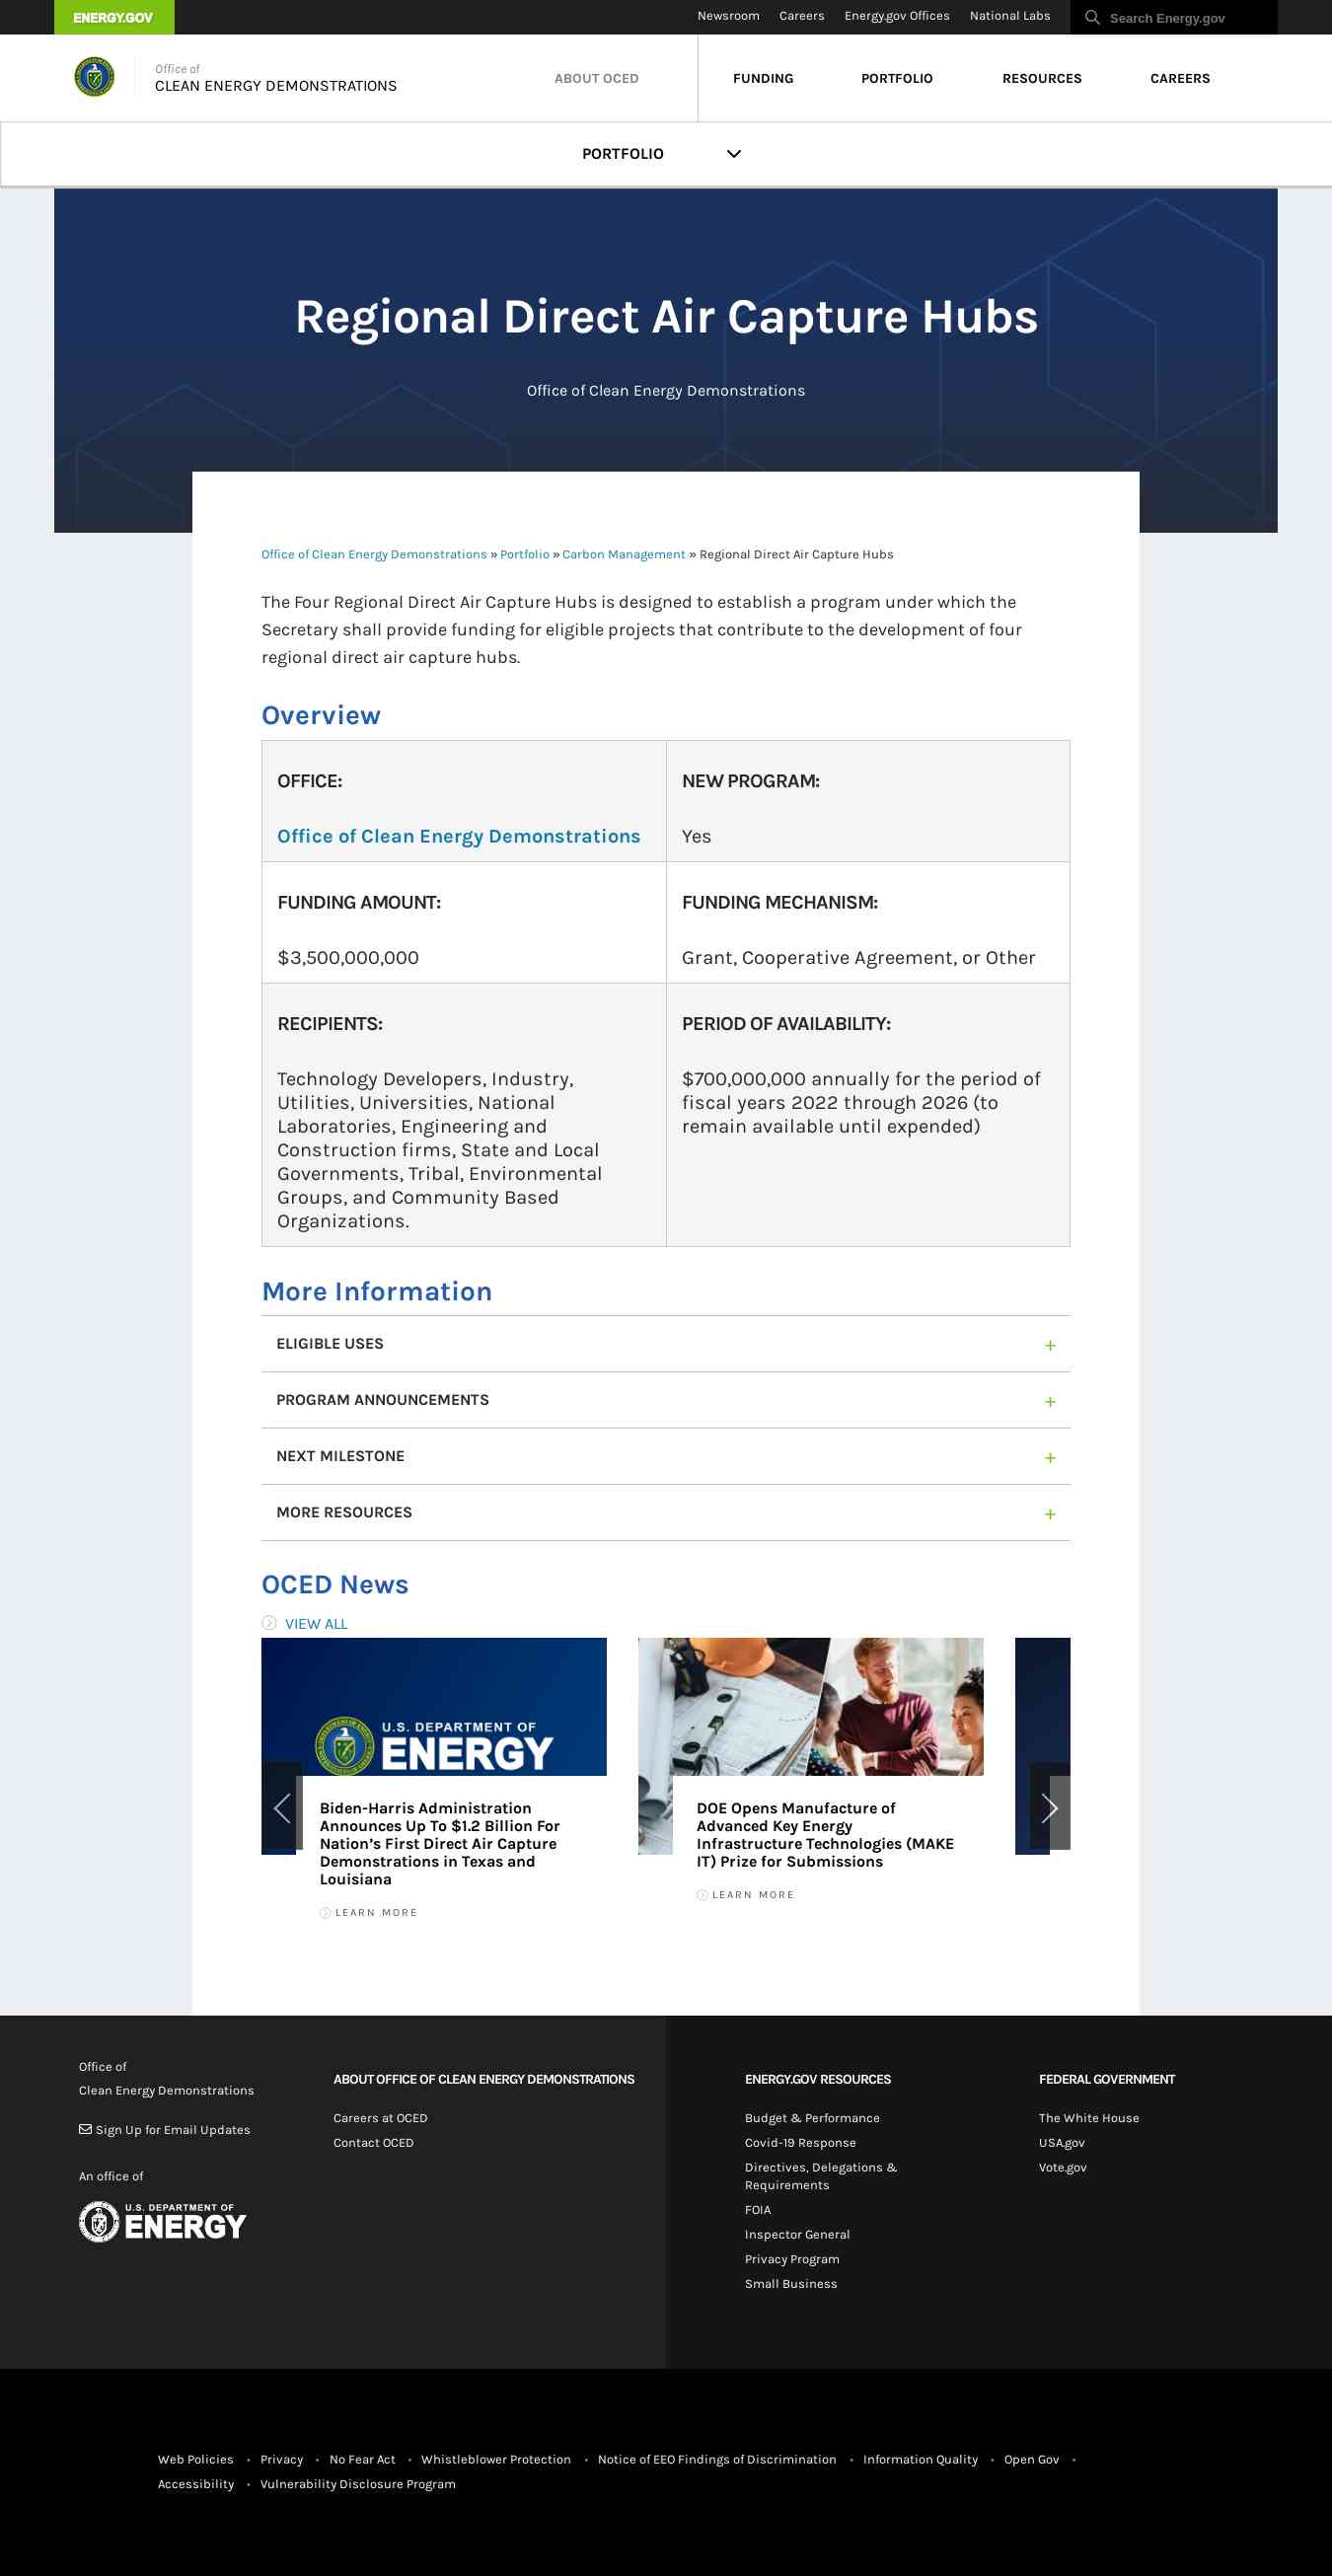 ENERGY.GOV
Newsroom Careers Energy.gov Offices National Labs Search Energy.gov
Office of
CLEAN ENERGY DEMONSTRATIONS
ABOUT OCED FUNDING PORTFOLIO RESOURCES CAREERS
PORTFOLIO
Regional Direct Air Capture Hubs
Office of Clean Energy Demonstrations
Office of Clean Energy Demonstrations » Portfolio » Carbon Management » Regional Direct Air Capture Hubs
The Four Regional Direct Air Capture Hubs is designed to establish a program under which the
Secretary shall provide funding for eligible projects that contribute to the development of four
regional direct air capture hubs.
Overview
OFFICE:
Office of Clean Energy Demonstrations
NEW PROGRAM:
Yes
FUNDING AMOUNT:
$3,500,000,000
FUNDING MECHANISM:
Grant, Cooperative Agreement, or Other
RECIPIENTS:
Technology Developers, Industry,
Utilities, Universities, National
Laboratories, Engineering and
Construction firms, State and Local
Governments, Tribal, Environmental
Groups, and Community Based
Organizations.
PERIOD OF AVAILABILITY:
$700,000,000 annually for the period of
fiscal years 2022 through 2026 (to
remain available until expended)
More Information
ELIGIBLE USES +
PROGRAM ANNOUNCEMENTS +
NEXT MILESTONE +
MORE RESOURCES +
OCED News
VIEW ALL
U.S. DEPARTMENT OF
ENERGY
Biden-Harris Administration
Announces Up To $1.2 Billion For
Nation’s First Direct Air Capture
Demonstrations in Texas and
Louisiana
LEARN MORE
DOE Opens Manufacture of
Advanced Key Energy
Infrastructure Technologies (MAKE
IT) Prize for Submissions
LEARN MORE
Office of
Clean Energy Demonstrations
Sign Up for Email Updates
An office of
U.S. DEPARTMENT OF
ENERGY
ABOUT OFFICE OF CLEAN ENERGY DEMONSTRATIONS
Careers at OCED
Contact OCED
ENERGY.GOV RESOURCES
Budget & Performance
Covid-19 Response
Directives, Delegations &
Requirements
FOIA
Inspector General
Privacy Program
Small Business
FEDERAL GOVERNMENT
The White House
USA.gov
Vote.gov
Web Policies • Privacy • No Fear Act • Whistleblower Protection • Notice of EEO Findings of Discrimination • Information Quality • Open Gov •
Accessibility • Vulnerability Disclosure Program